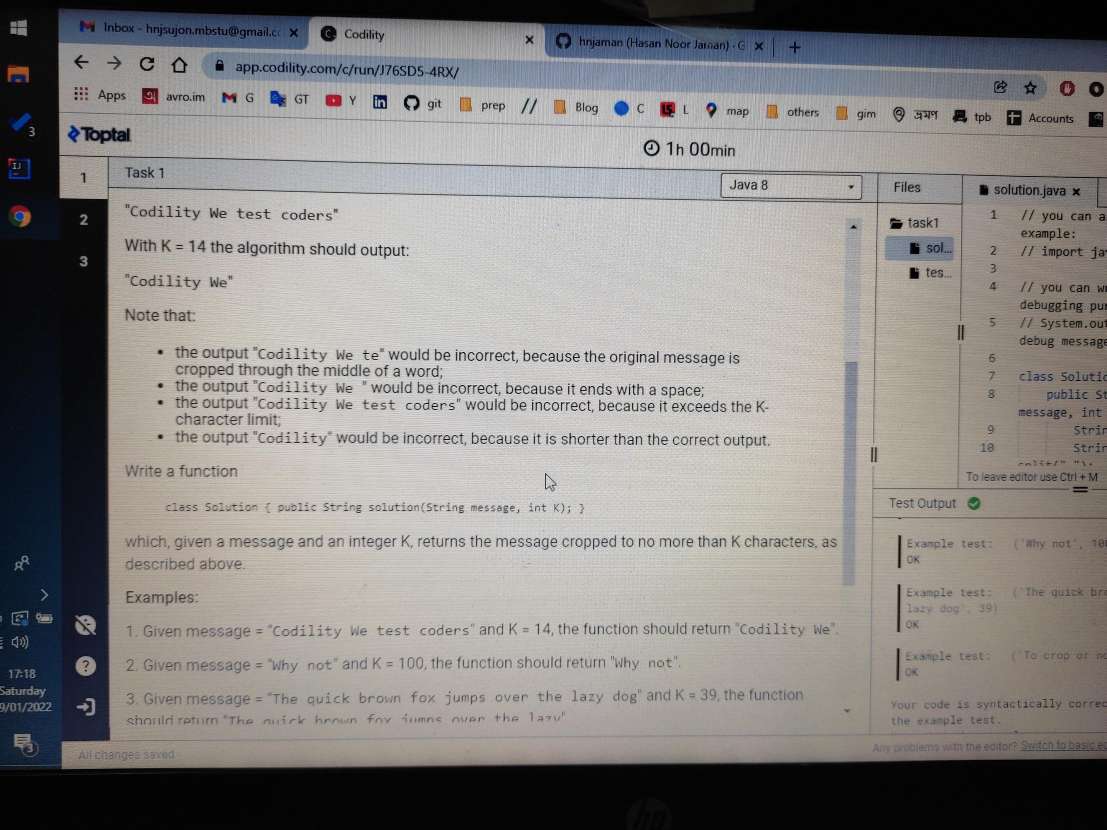 Inbox - hnjsujon.mbstu@gmail.cc
Codility
hnjaman (Hasan Noor Jaman) · G
app.codility.com/c/run/J76SD5-4RX/
Apps
avro.im
G
GT
Y
git
prep
//
Blog
C
L
map
others
gim
ভ্রমণ
tpb
Accounts
3
Toptal
1h 00min
1
2
3
Task 1
Java 8
Files
solution.java
task1
sol...
tes...
"Codility We test coders"
With K = 14 the algorithm should output:
"Codility We"
Note that:
• the output "Codility We te" would be incorrect, because the original message is
cropped through the middle of a word;
• the output "Codility We " would be incorrect, because it ends with a space;
• the output "Codility We test coders" would be incorrect, because it exceeds the K-
character limit;
• the output "Codility" would be incorrect, because it is shorter than the correct output.
Write a function
class Solution { public String solution(String message, int K); }
which, given a message and an integer K, returns the message cropped to no more than K characters, as
described above.
Examples:
1. Given message = "Codility We test coders" and K = 14, the function should return "Codility We".
2. Given message = "Why not" and K = 100, the function should return "Why not".
3. Given message = "The quick brown fox jumps over the lazy dog" and K = 39, the function
should return "The quick brown fox jumps over the lazy"
1 // you can a
example:
2 // import ja
3
4 // you can w
debugging pu
5 // System.ou
debug message
6
7 class Solutio
8 public St
message, int
9 Strin
10 Strin
split(" ");
To leave editor use Ctrl + M
Test Output
Example test: ('Why not', 100
OK
Example test: ('The quick bro
lazy dog', 39)
OK
Example test: ('To crop or no
OK
Your code is syntactically correc
the example test.
All changes saved
Any problems with the editor? Switch to basic ed
17:18
Saturday
9/01/2022
3
hp